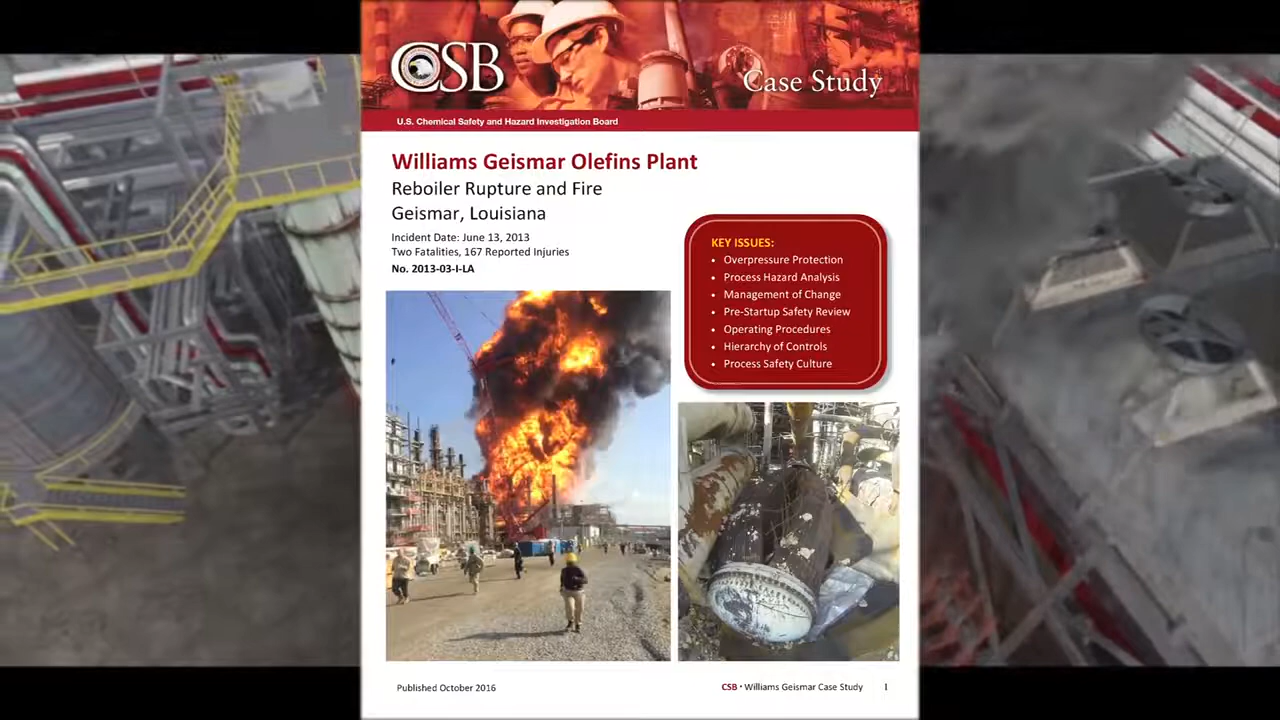 CSB
Case Study
U.S. Chemical Safety and Hazard Investigation Board
Williams Geismar Olefins Plant
Reboiler Rupture and Fire
Geismar, Louisiana
Incident Date: June 13, 2013
Two Fatalities, 167 Reported Injuries
No. 2013-03-I-LA
KEY ISSUES:
• Overpressure Protection
• Process Hazard Analysis
• Management of Change
• Pre-Startup Safety Review
• Operating Procedures
• Hierarchy of Controls
• Process Safety Culture
Published October 2016
CSB • Williams Geismar Case Study 1